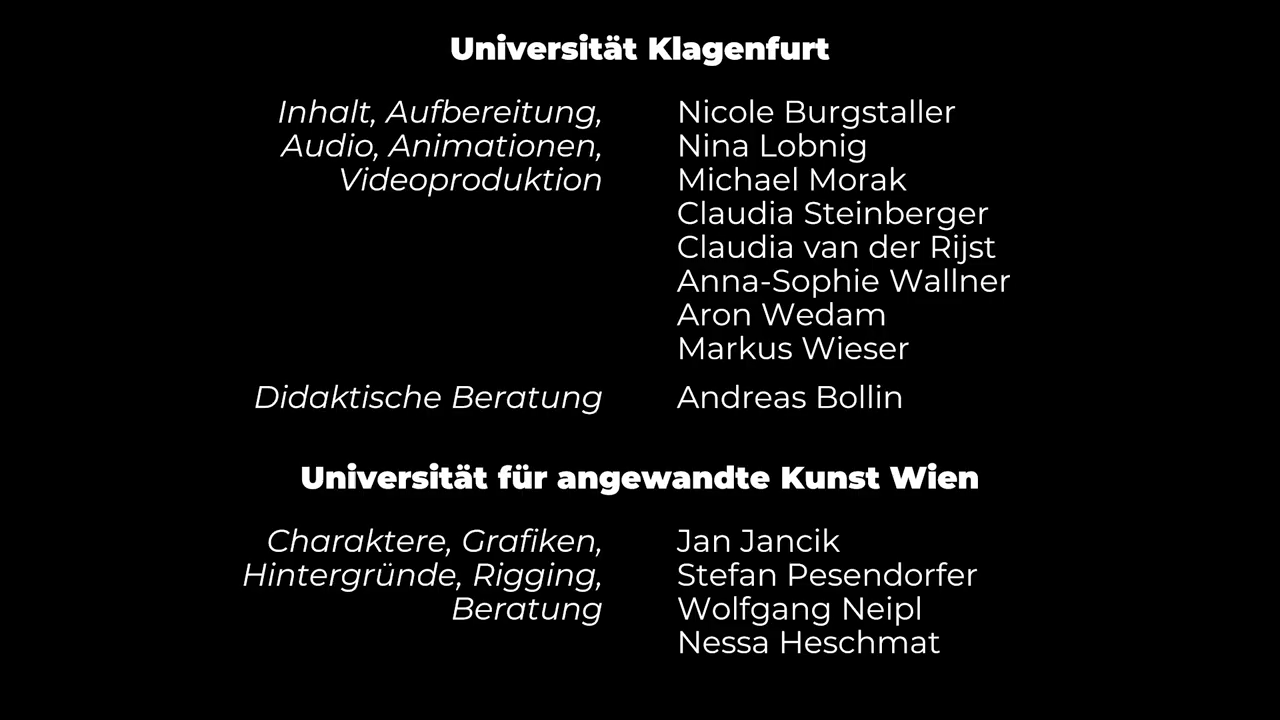 Universität Klagenfurt
Inhalt, Aufbereitung, Nicole Burgstaller
Audio, Animationen, Nina Lobnig
Videoproduktion Michael Morak
Claudia Steinberger
Claudia van der Rijst
Anna-Sophie Wallner
Aron Wedam
Markus Wieser
Didaktische Beratung Andreas Bollin
Universität für angewandte Kunst Wien
Charaktere, Grafiken, Jan Jancik
Hintergründe, Rigging, Stefan Pesendorfer
Beratung Wolfgang Neipl
Nessa Heschmat